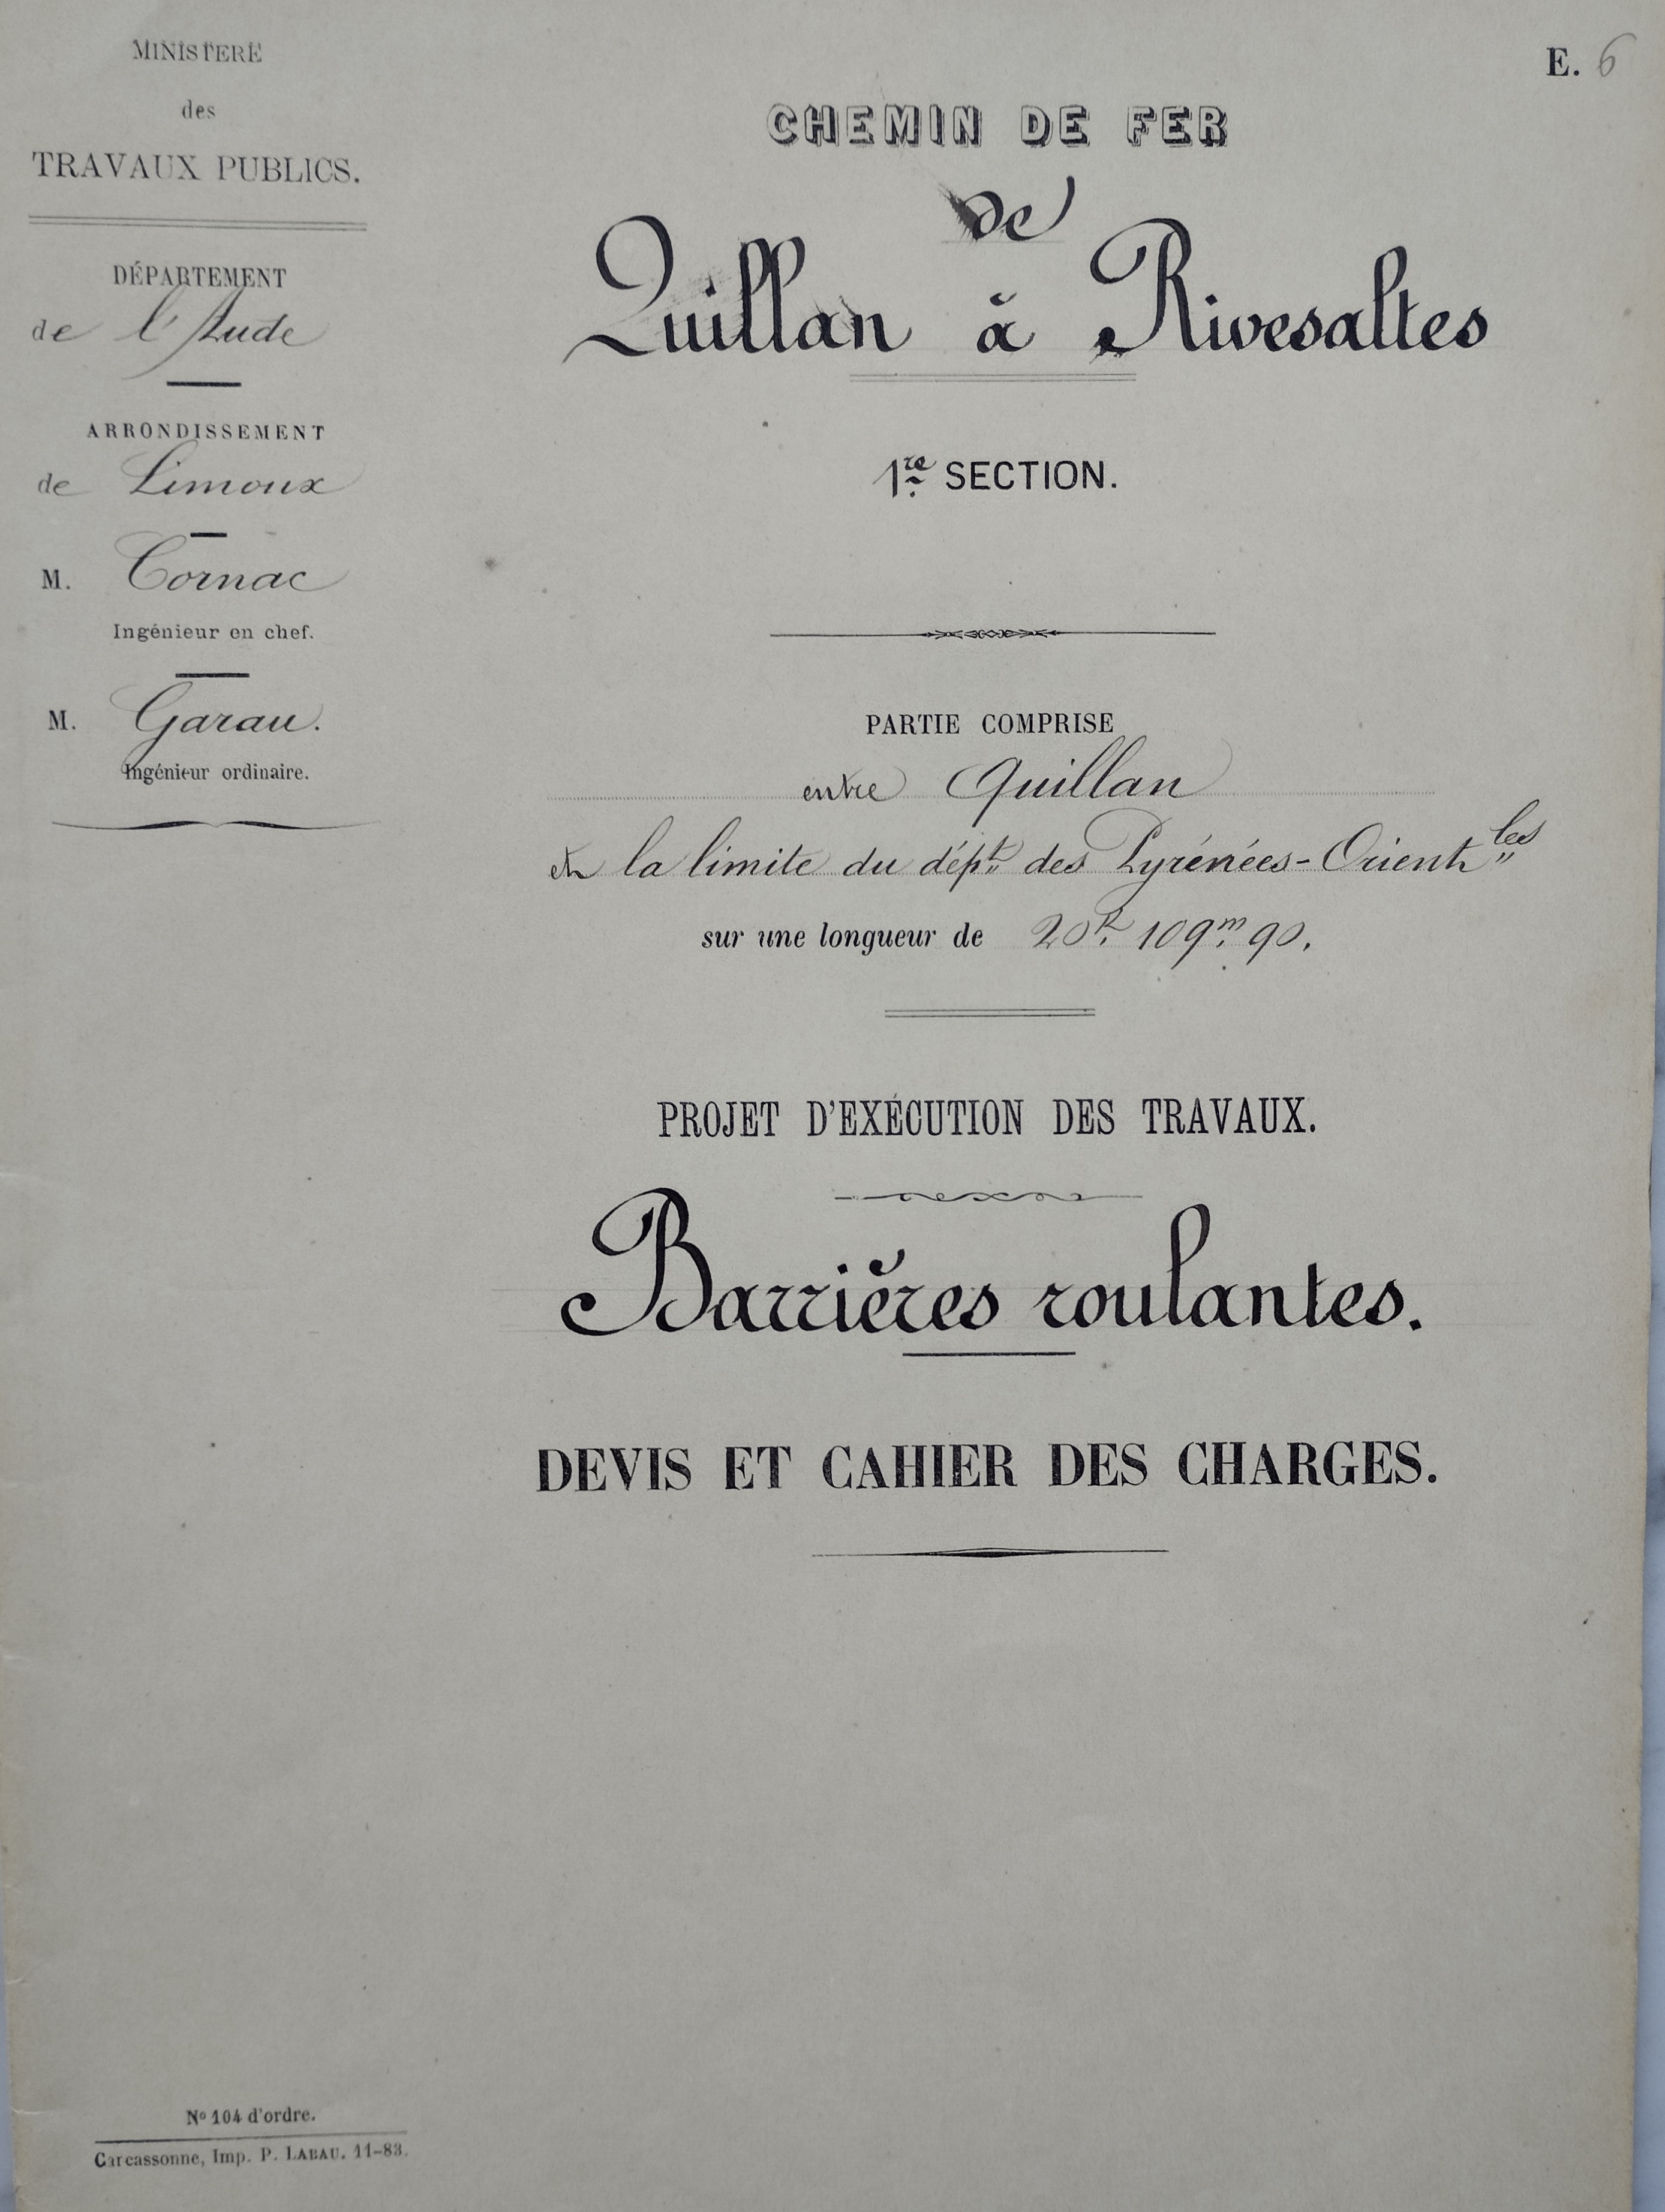 MINISTERE
des
TRAVAUX PUBLICS.
DÉPARTEMENT
de l'Aude
ARRONDISSEMENT
de Limoux
M. Cornac
Ingénieur en chef.
M. Garau.
Ingénieur ordinaire.
E. 6
CHEMIN DE FER
de
Quillan à Rivesaltes
1re SECTION.
PARTIE COMPRISE
entre Quillan
et la limite du dépt. des Pyrénées-Orientles
sur une longueur de 20k. 109m. 90.
PROJET D'EXÉCUTION DES TRAVAUX.
Barrières roulantes.
DEVIS ET CAHIER DES CHARGES.
No 104 d'ordre.
Carcassonne, Imp. P. LABAU. 11-83.